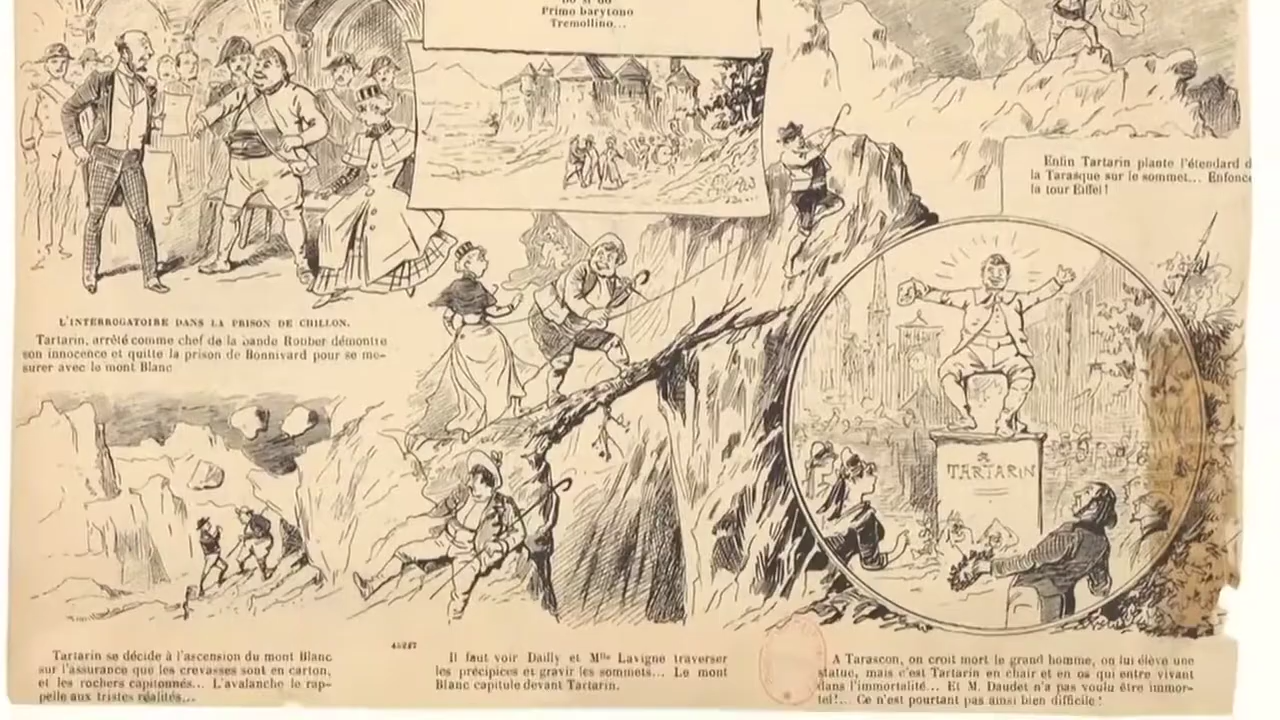 Do si do
Primo barytono
Tremollino...
Enfin Tartarin plante l'étendard d
la Tarasque sur le sommet... Enfonc
la tour Eiffel !
L'INTERROGATOIRE DANS LA PRISON DE CHILLON.
Tartarin, arrêté comme chef de la bande Rouber démontre
son innocence et quitte la prison de Bonnivard pour se me-
surer avec le mont Blanc
A
TARTARIN
Tartarin se décide à l'ascension du mont Blanc
sur l'assurance que les crevasses sont en carton,
et les rochers capitonnés... L'avalanche le rap-
pelle aux tristes réalités...
Il faut voir Dailly et Mlle Lavigne traverser
les précipices et gravir les sommets... Le mont
Blanc capitule devant Tartarin.
A Tarascon, on croit mort le grand homme, on lui élève une
statue, mais c'est Tartarin en chair et en os qui entre vivant
dans l'immortalité... Et M. Daudet n'a pas voulu être immor-
tel !... Ce n'est pourtant pas ainsi bien difficile !